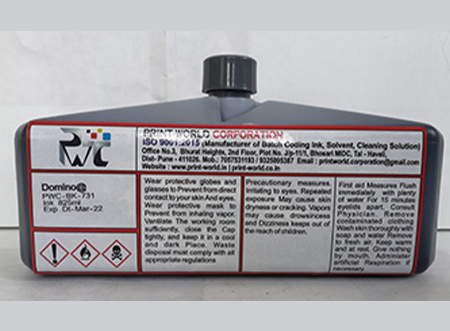 PRINT WORLD CORPORATION
ISO 9001:2015 (Manufacturer of Batch Coding Ink, Solvent, Cleaning Solution)
Office No.3, Bhurat Heights, 2nd Floor, Plot No. J/p-11/1, Bhosari MIDC, Tal - Haveli,
Dist- Pune - 411026. Mob.: 7057533193 / 9325095387 Email : printworld.corporation@gmail.com
Website : www.print-world.in | print-world.co.in
PWC
Domino@
PWC-BK-731
Ink 825ml
Exp. Dt-Mar-22
Wear protective globes and
glasses to Prevent from direct
contact to your skin And eyes.
Wear protective mask to
Prevent from inhaling vapor.
Ventilate The working room
sufficiently, close the Cap
tightly, and keep it in a cool
and dark Place. Waste
disposal must comply with all
appropriate regulations
Precautionary measures.
Irritating to eyes. Repeated
exposure May cause skin
dryness or cracking. Vapors
may cause drowsiness
and Dizziness keeps out of
the reach of children.
First aid Measures Flush
immediately with plenty
of water For 15 minutes
eyelids apart. Consult
Physician. Remove
contaminated clothing
Wash skin thoroughly with
soap and water Remove
to fresh air. Keep warm
and at rest, Give nothing
by mouth. Administer
artificial Respiration if
necessary